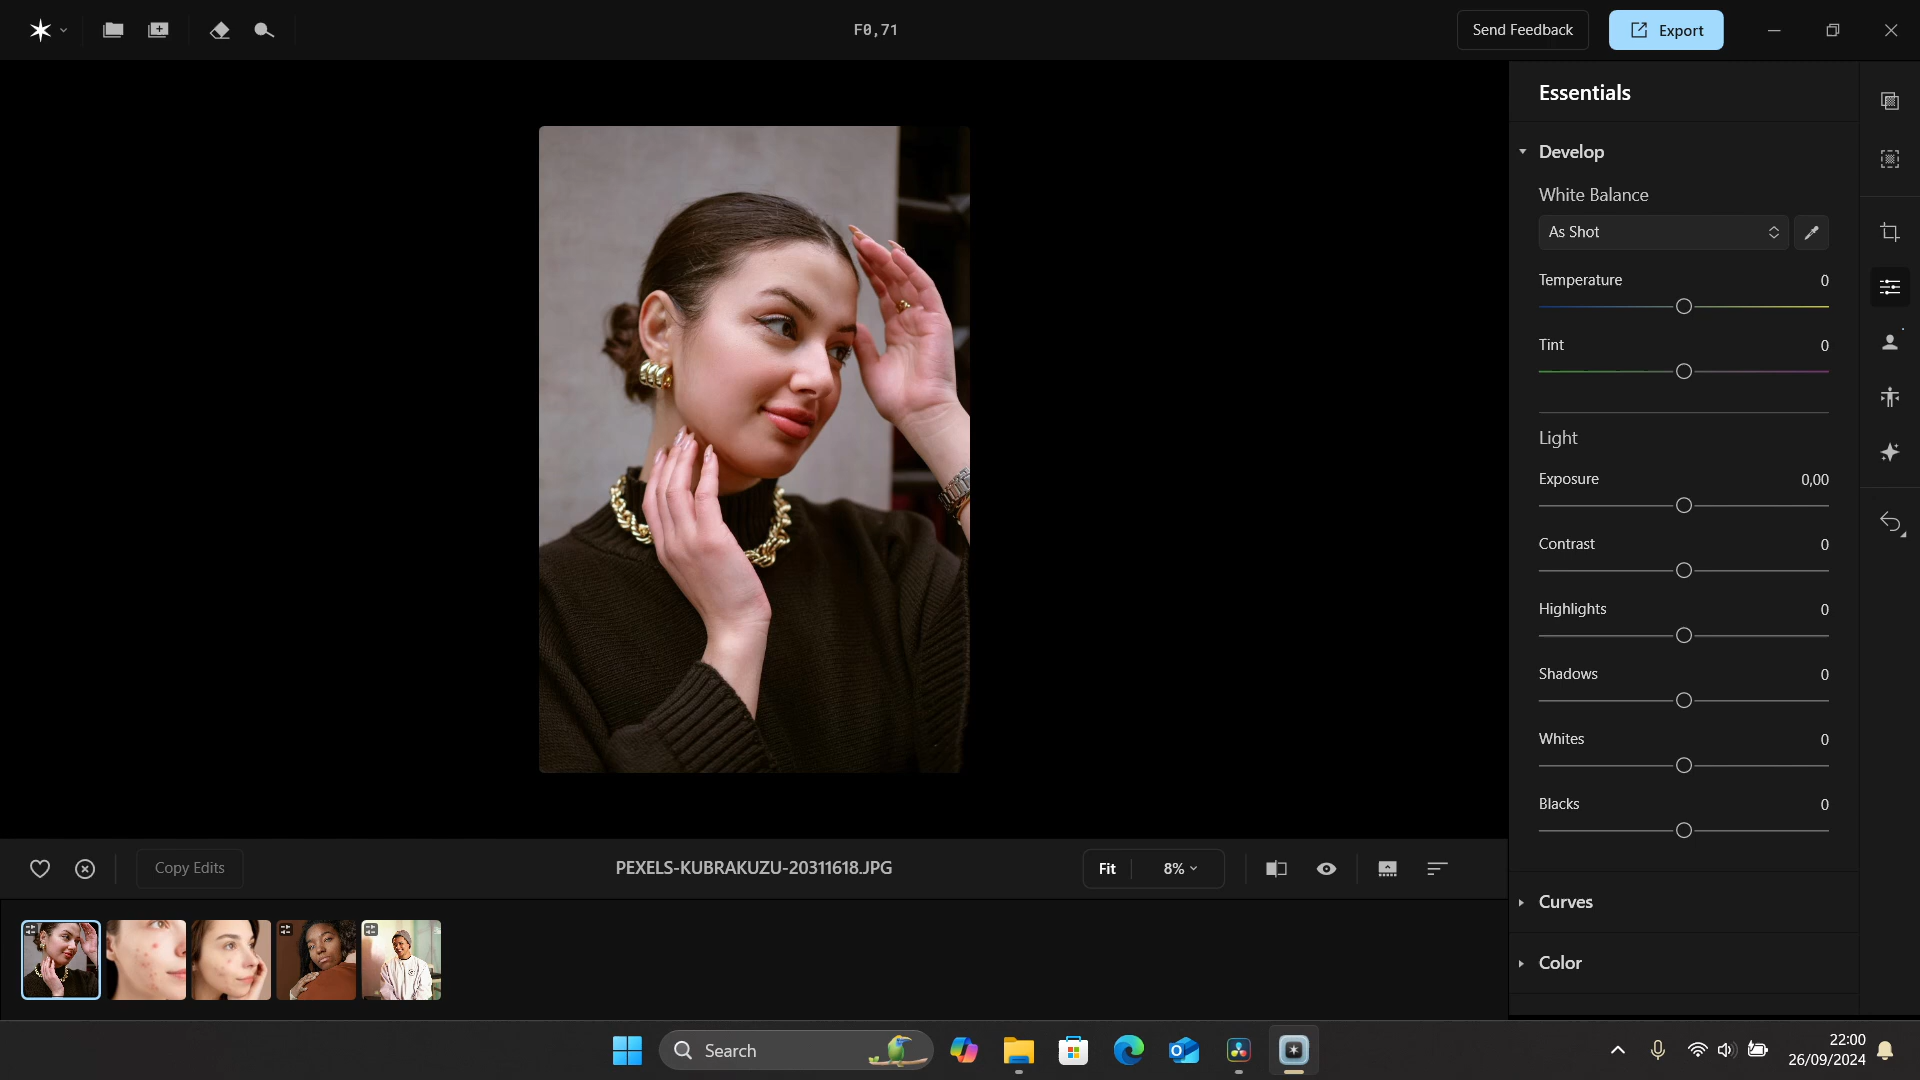 F0,71
Send Feedback
Export
Essentials
Develop
White Balance
As Shot
Temperature 0
Tint 0
Light
Exposure 0,00
Contrast 0
Highlights 0
Shadows 0
Whites 0
Blacks 0
Curves
Color
Copy Edits
PEXELS-KUBRAKUZU-20311618.JPG
Fit
8%
Search
22:00
26/09/2024